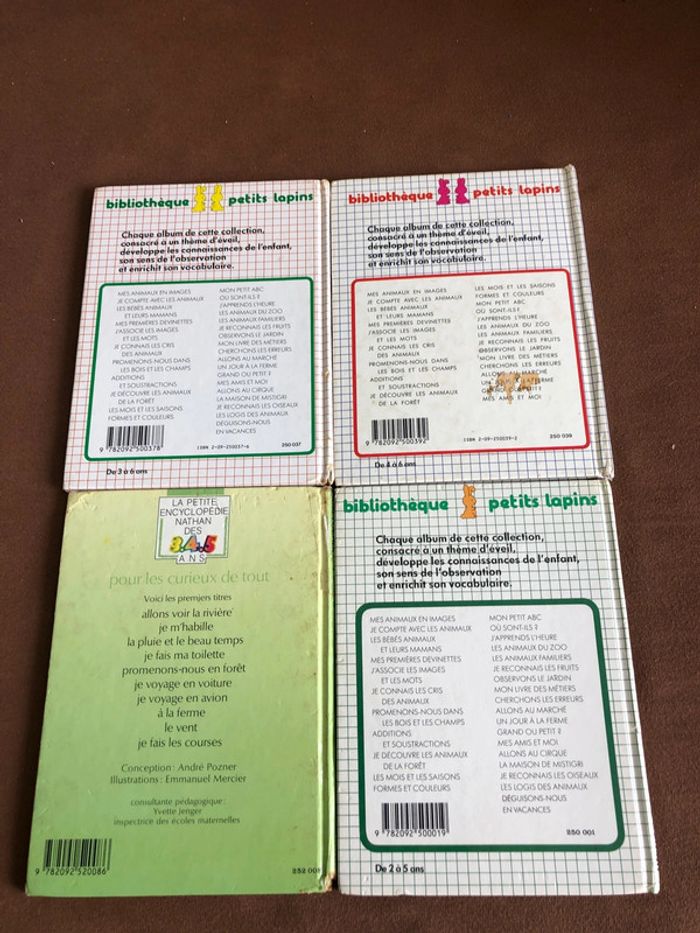 bibliothèque petits lapins
Chaque album de cette collection,
consacré à un thème d'éveil,
développe les connaissances de l'enfant,
son sens de l'observation
et enrichit son vocabulaire.
MES ANIMAUX EN IMAGES
JE COMPTE AVEC LES ANIMAUX
LES BÉBÉS ANIMAUX
ET LEURS MAMANS
MES PREMIÈRES DEVINETTES
J'ASSOCIE LES IMAGES
ET LES MOTS
JE CONNAIS LES CRIS
DES ANIMAUX
PROMENONS-NOUS DANS
LES BOIS ET LES CHAMPS
ADDITIONS
ET SOUSTRACTIONS
JE DÉCOUVRE LES ANIMAUX
DE LA FORÊT
LES MOIS ET LES SAISONS
FORMES ET COULEURS
MON PETIT ABC
OÙ SONT-ILS ?
J'APPRENDS L'HEURE
LES ANIMAUX DU ZOO
LES ANIMAUX FAMILIERS
JE RECONNAIS LES FRUITS
OBSERVONS LE JARDIN
MON LIVRE DES MÉTIERS
CHERCHONS LES ERREURS
ALLONS AU MARCHÉ
UN JOUR À LA FERME
GRAND OU PETIT ?
MES AMIS ET MOI
ALLONS AU CIRQUE
LA MAISON DE MISTIGRI
JE RECONNAIS LES OISEAUX
LES LOGIS DES ANIMAUX
DÉGUISONS-NOUS
EN VACANCES
9 782092 500378
ISBN 2-09-250037-6
250 037
De 3 à 6 ans
bibliothèque petits lapins
Chaque album de cette collection,
consacré à un thème d'éveil,
développe les connaissances de l'enfant,
son sens de l'observation
et enrichit son vocabulaire.
MES ANIMAUX EN IMAGES
JE COMPTE AVEC LES ANIMAUX
LES BÉBÉS ANIMAUX
ET LEURS MAMANS
MES PREMIÈRES DEVINETTES
J'ASSOCIE LES IMAGES
ET LES MOTS
JE CONNAIS LES CRIS
DES ANIMAUX
PROMENONS-NOUS DANS
LES BOIS ET LES CHAMPS
ADDITIONS
ET SOUSTRACTIONS
JE DÉCOUVRE LES ANIMAUX
DE LA FORÊT
LES MOIS ET LES SAISONS
FORMES ET COULEURS
MON PETIT ABC
OÙ SONT-ILS ?
J'APPRENDS L'HEURE
LES ANIMAUX DU ZOO
LES ANIMAUX FAMILIERS
JE RECONNAIS LES FRUITS
OBSERVONS LE JARDIN
MON LIVRE DES MÉTIERS
CHERCHONS LES ERREURS
ALLONS AU MARCHÉ
UN FERME
MES AMIS ET MOI
9 782092 500392
ISBN 2-09-250039-2
250 039
De 4 à 6 ans
LA PETITE
ENCYCLOPÉDIE
NATHAN
DES
3.4.5
ANS
pour les curieux de tout
Voici les premiers titres
allons voir la rivière
je m'habille
la pluie et le beau temps
je fais ma toilette
promenons-nous en forêt
je voyage en voiture
je voyage en avion
à la ferme
le vent
je fais les courses
Conception : André Pozner
Illustrations : Emmanuel Mercier
consultante pédagogique :
Yvette Jenger
inspectrice des écoles maternelles
9 782092 520086
252 008
bibliothèque petits lapins
Chaque album de cette collection,
consacré à un thème d'éveil,
développe les connaissances de l'enfant,
son sens de l'observation
et enrichit son vocabulaire.
MES ANIMAUX EN IMAGES
JE COMPTE AVEC LES ANIMAUX
LES BÉBÉS ANIMAUX
ET LEURS MAMANS
MES PREMIÈRES DEVINETTES
J'ASSOCIE LES IMAGES
ET LES MOTS
JE CONNAIS LES CRIS
DES ANIMAUX
PROMENONS-NOUS DANS
LES BOIS ET LES CHAMPS
ADDITIONS
ET SOUSTRACTIONS
JE DÉCOUVRE LES ANIMAUX
DE LA FORÊT
LES MOIS ET LES SAISONS
FORMES ET COULEURS
MON PETIT ABC
OÙ SONT-ILS ?
J'APPRENDS L'HEURE
LES ANIMAUX DU ZOO
LES ANIMAUX FAMILIERS
JE RECONNAIS LES FRUITS
OBSERVONS LE JARDIN
MON LIVRE DES MÉTIERS
CHERCHONS LES ERREURS
ALLONS AU MARCHÉ
UN JOUR À LA FERME
GRAND OU PETIT ?
MES AMIS ET MOI
ALLONS AU CIRQUE
LA MAISON DE MISTIGRI
JE RECONNAIS LES OISEAUX
LES LOGIS DES ANIMAUX
DÉGUISONS-NOUS
EN VACANCES
9 782092 500019
250 001
De 2 à 5 ans